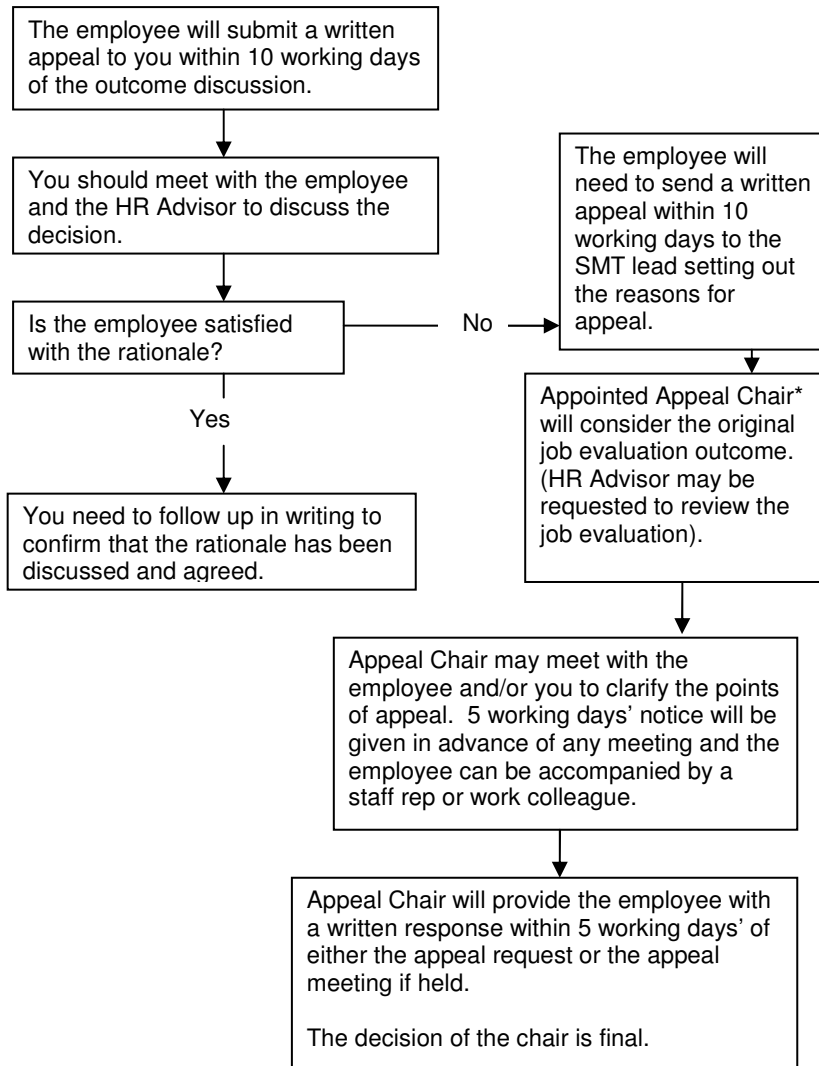 The employee will submit a written
appeal to you within 10 working days
of the outcome discussion.
You should meet with the employee
and the HR Advisor to discuss the
decision.
Is the employee satisfied
with the rationale?
No
The employee will
need to send a written
appeal within 10
working days to the
SMT lead setting out
the reasons for
appeal.
Yes
You need to follow up in writing to
confirm that the rationale has been
discussed and agreed.
Appointed Appeal Chair*
will consider the original
job evaluation outcome.
(HR Advisor may be
requested to review the
job evaluation).
Appeal Chair may meet with the
employee and/or you to clarify the points
of appeal.  5 working days’ notice will be
given in advance of any meeting and the
employee can be accompanied by a
staff rep or work colleague.
Appeal Chair will provide the employee with
a written response within 5 working days’ of
either the appeal request or the appeal
meeting if held.
The decision of the chair is final.